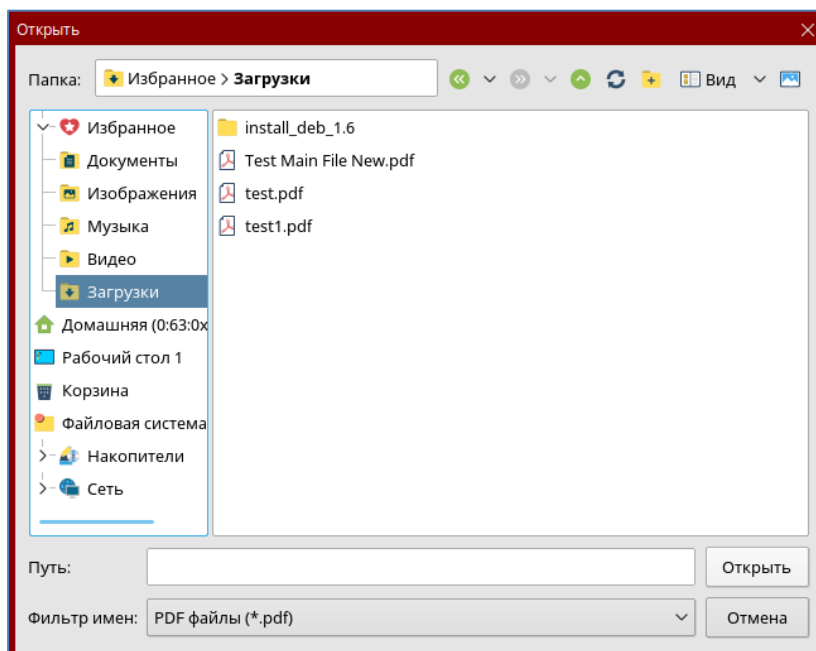 Открыть
Папка: Избранное > Загрузки Вид
Избранное
Документы
Изображения
Музыка
Видео
Загрузки
Домашняя (0:63:0x
Рабочий стол 1
Корзина
Файловая система
Накопители
Сеть
install_deb_1.6
Test Main File New.pdf
test.pdf
test1.pdf
Путь: Открыть
Фильтр имен: PDF файлы (*.pdf) Отмена